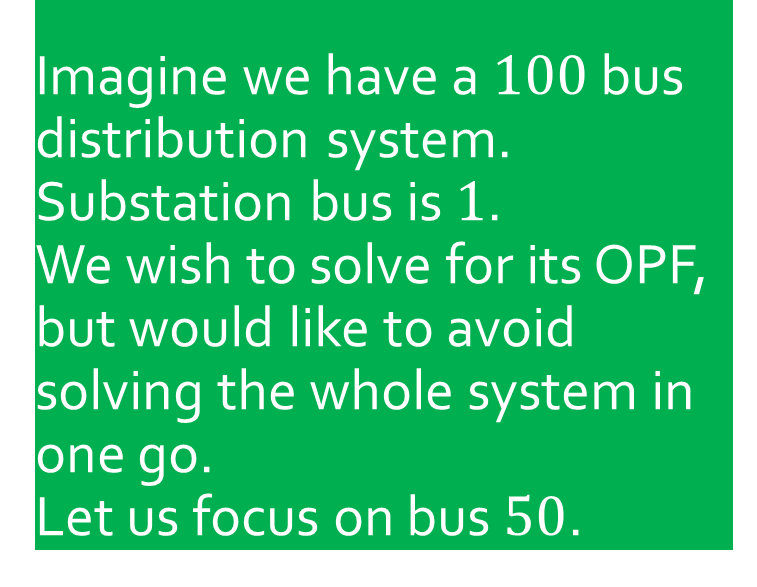 Imagine we have a 100 bus
distribution system.
Substation bus is 1.
We wish to solve for its OPF,
but would like to avoid
solving the whole system in
one go.
Let us focus on bus 50.